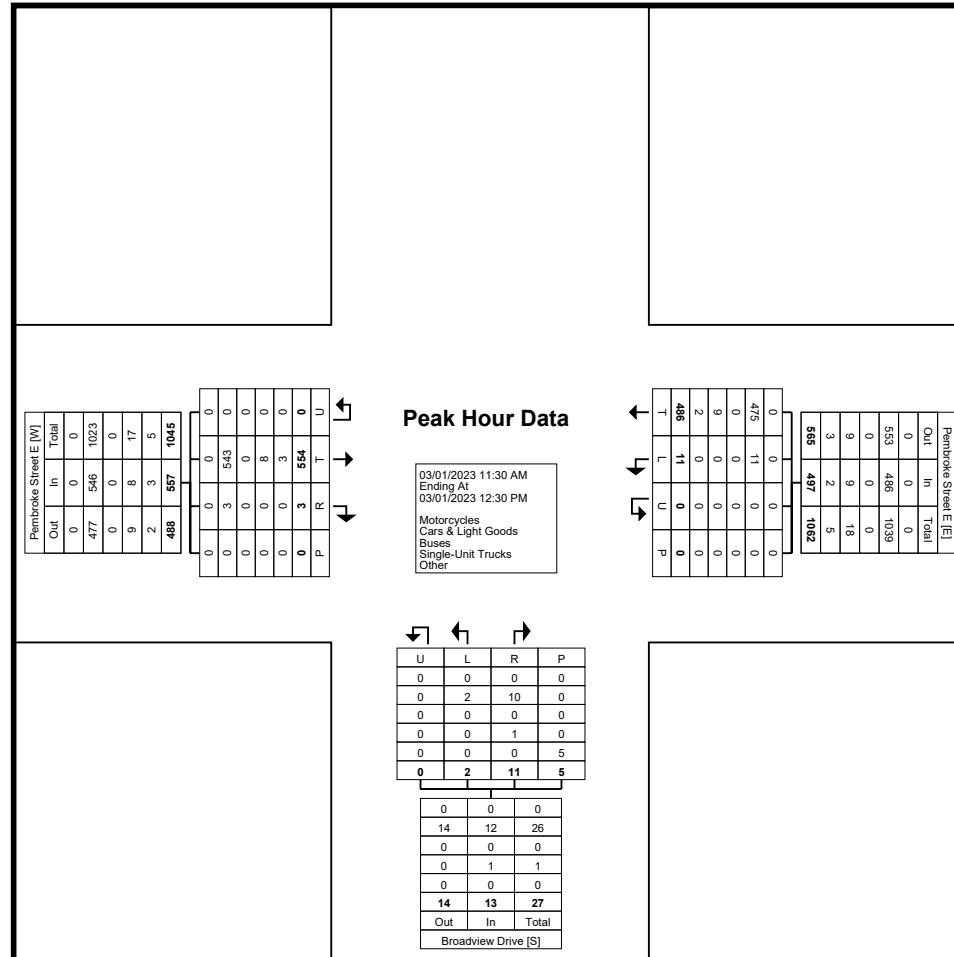 Peak Hour Data
03/01/2023 11:30 AM
Ending At
03/01/2023 12:30 PM
Motorcycles
Cars & Light Goods
Buses
Single-Unit Trucks
Other
U T R P
0 554 3 0
0 3 0 0
0 8 0 0
0 0 0 0
0 543 3 0
0 0 0 0
1045 557 488
5 3 2
17 8 9
0 0 0
1023 546 477
0 0 0
Total In Out
Pembroke Street E [W]
Pembroke Street E [E]
Out In Total
0 0 0
553 486 1039
0 0 0
9 9 18
3 2 5
565 497 1062
0 0 0 0
475 11 0 0
0 0 0 0
9 0 0 0
2 0 0 0
486 11 0 0
T L U P
U L R P
0 0 0 0
0 2 10 0
0 0 0 0
0 0 1 0
0 0 0 5
0 2 11 5
0 0 0
14 12 26
0 0 0
0 1 1
0 0 0
14 13 27
Out In Total
Broadview Drive [S]